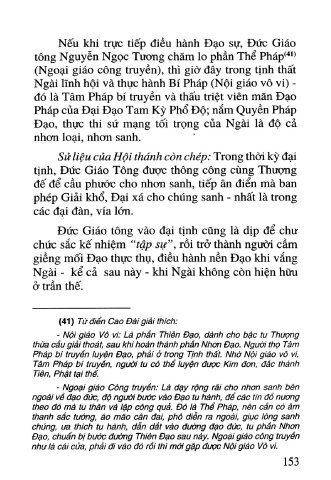 Nếu khi trực tiếp điều hành Đạo sự, Đức Giáo
tông Nguyễn Ngọc Tương chăm lo phần Thể Pháp(41)
(Ngoại giáo công truyền), thì giờ đây trong tịnh thất
Ngài lĩnh hội và thực hành Bí Pháp (Nội giáo vô vi) -
đó là Tâm Pháp bí truyền và thấu triệt viên mãn Đạo
Pháp của Đại Đạo Tam Kỳ Phổ Độ; nắm Quyền Pháp
Đạo, thực thi sứ mạng tối trọng của Ngài là độ cả
nhơn loại, nhơn sanh.
Sử liệu của Hội thánh còn chép: Trong thời kỳ đại
tịnh, Đức Giáo Tông được thông công cùng Thượng
đế để cầu phước cho nhơn sanh, tiếp ân điển mà ban
phép Giải khổ, Đại xá cho chúng sanh - nhất là trong
các đại đàn, vía lớn.
Đức Giáo tông vào đại tịnh cũng là dịp để chư
chức sắc kế nhiệm "tập sự", rồi trở thành người cầm
giềng mối Đạo thực thụ, điều hành nền Đạo khi vắng
Ngài - kể cả sau này - khi Ngài không còn hiện hữu
ở trần thế.
(41) Từ điển Cao Đài giải thích:
- Nội giáo Vô vi: Là phần Thiên Đạo, dành cho bậc tu Thượng
thừa cầu giải thoát, sau khi hoàn thành phần Nhơn Đạo. Người thọ Tâm
Pháp bí truyền luyện Đạo, phải ở trong Tịnh thất. Nhờ Nội giáo vô vi,
Tâm Pháp bí truyền, người tu có thể luyện được Kim đơn, đắc thành
Tiên, Phật tại thế.
- Ngoại giáo Công truyền: Là dạy rộng rãi cho nhơn sanh bên
ngoài về đạo đức, độ người bước vào Đạo tu hành, để các tín đồ nương
theo đó mà tu thân và lập công quả. Đó là Thể Pháp, nên cần có âm
thanh sắc tướng, áo mão cân đai, phô diễn ra ngoài, giục lòng sanh
chúng, ưa thích tu hành, dẫn dắt vào đường đạo đức, tu phần Nhơn
Đạo, chuẩn bị bước đường Thiên Đạo sau này. Ngoại giáo công truyền
như là cái cửa, phải đi vào đó rồi thì mới gặp được Nội giáo vô vi.
153